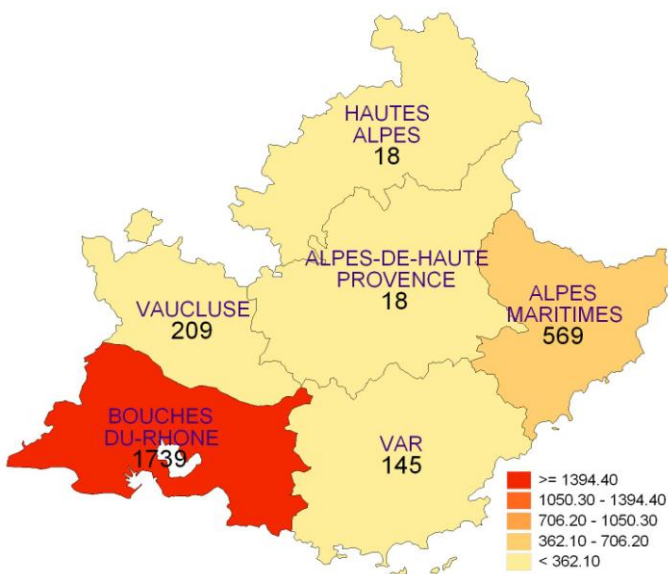 HAUTES
ALPES
18
ALPES-DE-HAUTE
PROVENCE
18
ALPES
MARITIMES
569
VAUCLUSE
209
BOUCHES
DU-RHONE
1739
VAR
145
>= 1394.40
1050.30 - 1394.40
706.20 - 1050.30
362.10 - 706.20
< 362.10